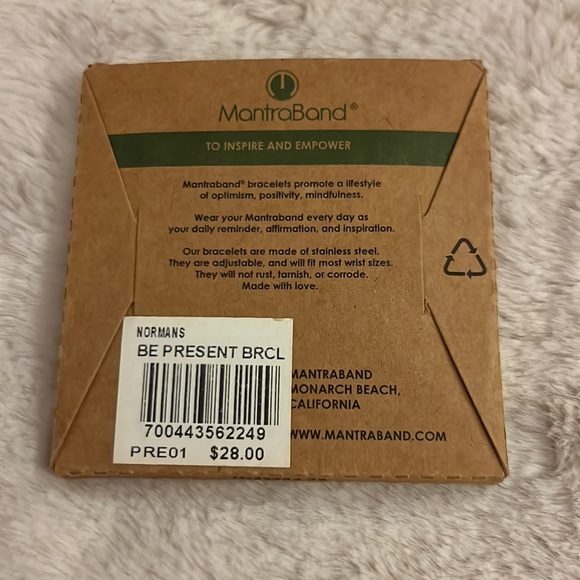 MantraBand®
TO INSPIRE AND EMPOWER
Mantraband® bracelets promote a lifestyle
of optimism, positivity, mindfulness.
Wear your Mantraband every day as
your daily reminder, affirmation, and inspiration.
Our bracelets are made of stainless steel.
They are adjustable, and will fit most wrist sizes.
They will not rust, tarnish, or corrode.
Made with love.
NORMANS
BE PRESENT BRCL
700443562249
PRE01 $28.00
MANTRABAND
MONARCH BEACH,
CALIFORNIA
WWW.MANTRABAND.COM